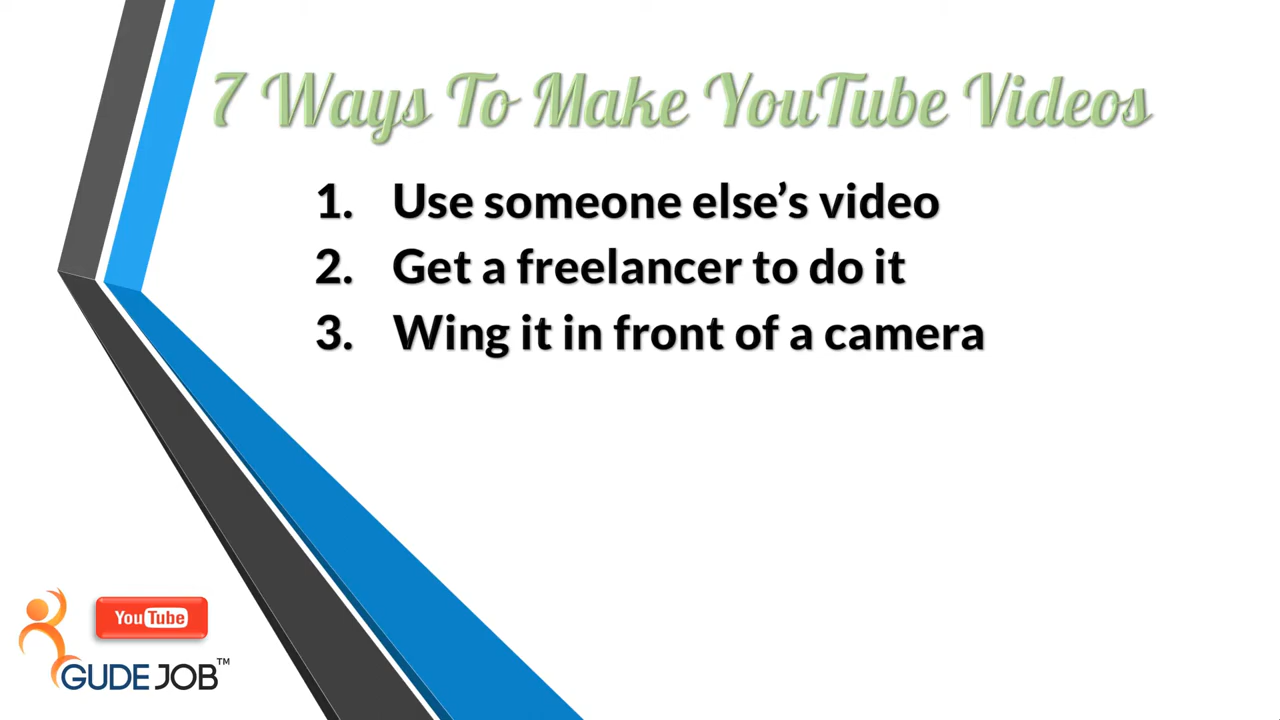 7 Ways To Make YouTube Videos
1. Use someone else’s video
2. Get a freelancer to do it
3. Wing it in front of a camera
YouTube
GUDE JOB™